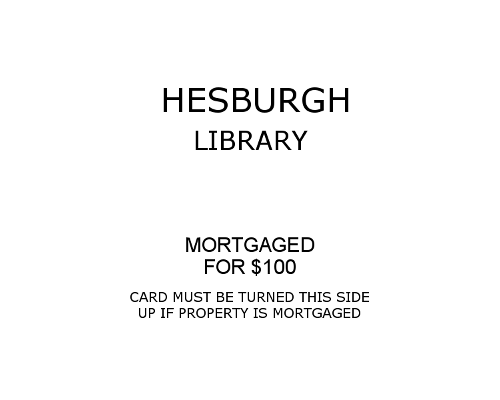 HESBURGH
LIBRARY
MORTGAGED
FOR $100
CARD MUST BE TURNED THIS SIDE
UP IF PROPERTY IS MORTGAGED